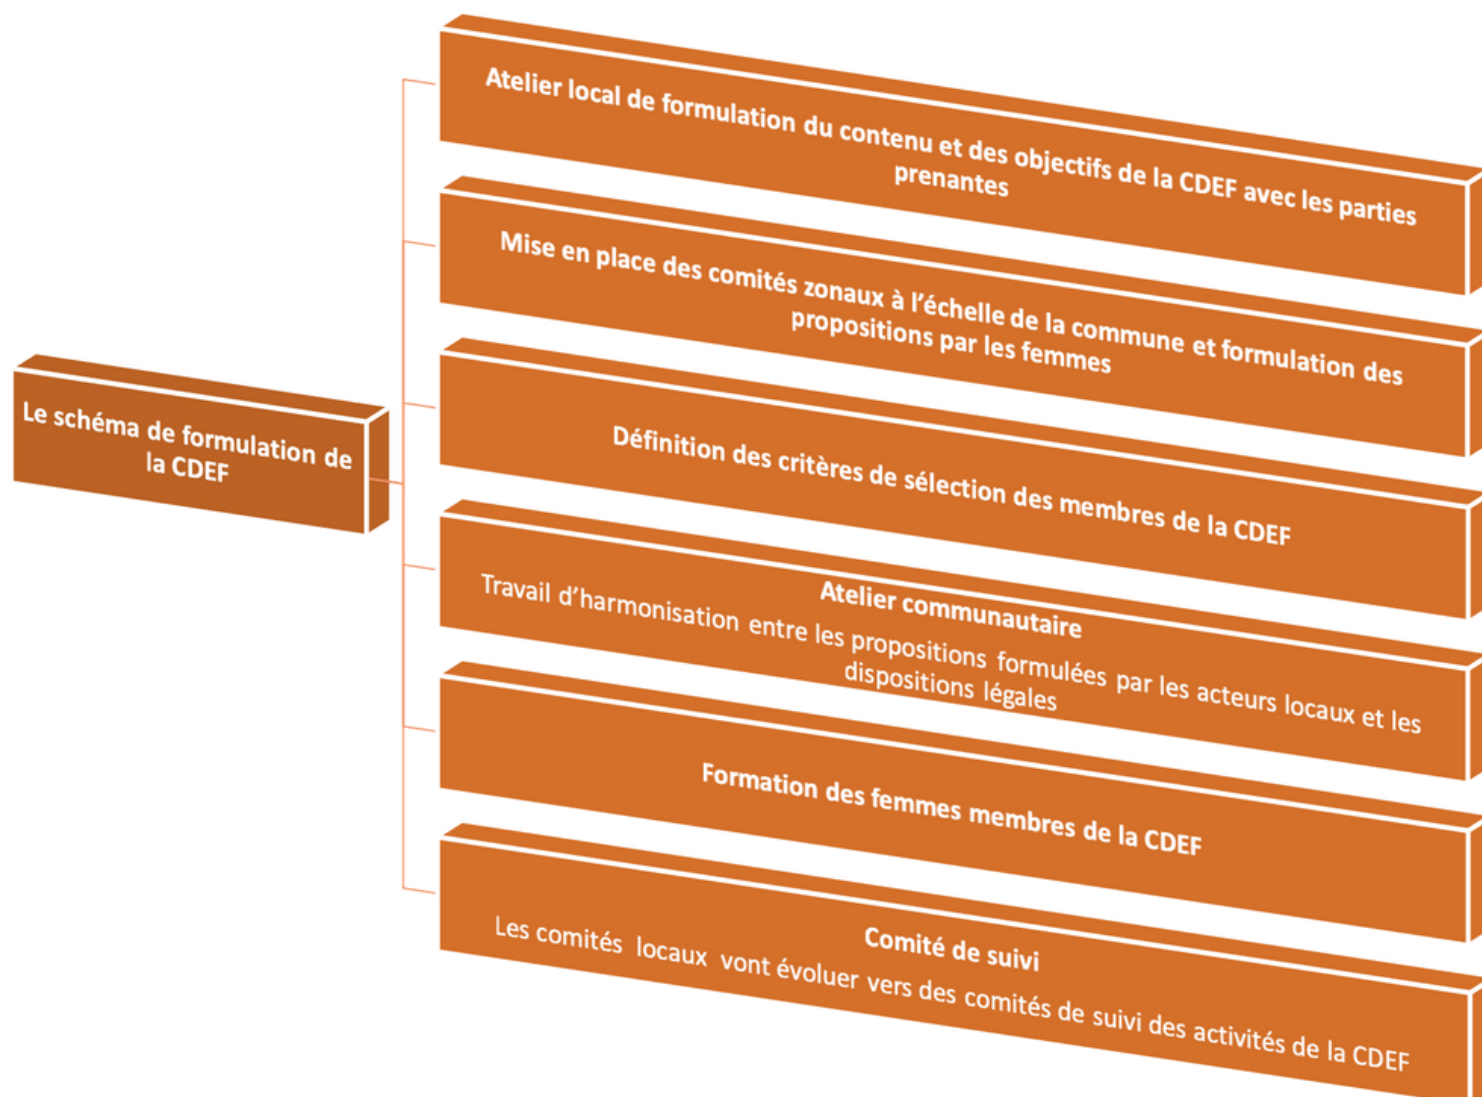 Le schéma de formulation de
la CDEF
Atelier local de formulation du contenu et des objectifs de la CDEF avec les parties
prenantes
Mise en place des comités zonaux à l'échelle de la commune et formulation des
propositions par les femmes
Définition des critères de sélection des membres de la CDEF
Atelier communautaire
Travail d'harmonisation entre les propositions formulées par les acteurs locaux et les
dispositions légales
Formation des femmes membres de la CDEF
Comité de suivi
Les comités locaux vont évoluer vers des comités de suivi des activités de la CDEF